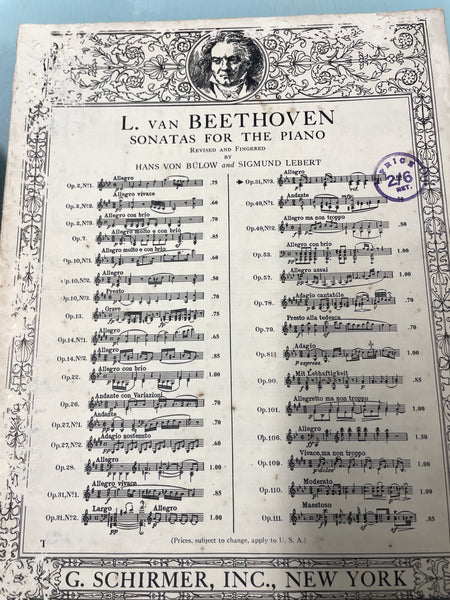 L. VAN BEETHOVEN
SONATAS FOR THE PIANO
REVISED AND FINGERED
BY
HANS VON BÜLOW and SIGMUND LEBERT
Allegro
Op.2, Nº1. .75
Allegro vivace
Op.2, Nº2. .60
Allegro con brio
Op.2, Nº3. .70
Allegro molto e con brio
Op.7. .85
Allegro molto e con brio
Op.10, Nº1. .60
Allegro
Op.10, Nº2. .50
Presto
Op.10, Nº3. .70
Grave
Op.13. .75
Allegro
Op.14, Nº1.
Allegro
Op.14, Nº2. .85
Allegro con brio
Op.22. 1.00
Andante con Variazioni
Op.26. .70
Andante
Op.27, Nº1. 1.00
Adagio sostenuto
Op.27, Nº2. .60
Allegro
Op.28. 1.00
Allegro vivace
Op.31, Nº1. .85
Largo Allegro
Op.31, Nº2. 1.00
Allegro
Op.31, Nº3.
Andante
Op.49, Nº1.
Allegro ma non troppo
Op.49, Nº2.
Allegro con brio
Op.53. 1.00
Allegro assai
Op.57. 1.00
Adagio cantabile
Op.78. .70
Presto alla tedesca
Op.79. .70
Adagio
Op.81a P espress. 1.00
Mit Lebhaftigkeit
Op.90. .85
Allegretto ma non troppo
Op.101. 1.00
Allegro
Op.106. 1.50
Vivace, ma non troppo
Op.109. p dolce 1.00
Moderato
Op.110. 1.00
Maestoso
Op.111. .85
PRICE
2/6
NET.
T (Prices, subject to change, apply to U. S. A.)
G. SCHIRMER, INC., NEW YORK